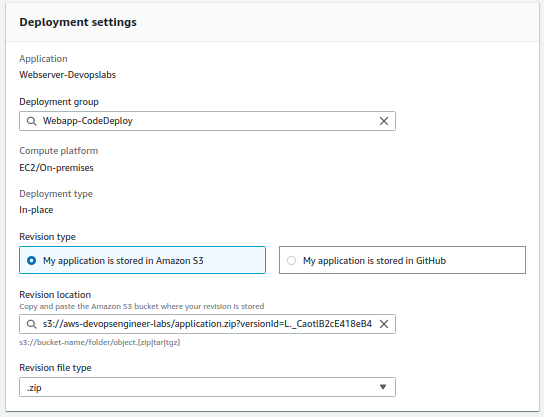 Deployment settings
Application
Webserver-Devopslabs
Deployment group
Webapp-CodeDeploy
Compute platform
EC2/On-premises
Deployment type
In-place
Revision type
My application is stored in Amazon S3
My application is stored in GitHub
Revision location
Copy and paste the Amazon S3 bucket where your revision is stored
s3://aws-devopsengineer-labs/application.zip?versionId=L._CaotlB2cE418eB4
s3://bucket-name/folder/object.[zip|tar|tgz]
Revision file type
.zip